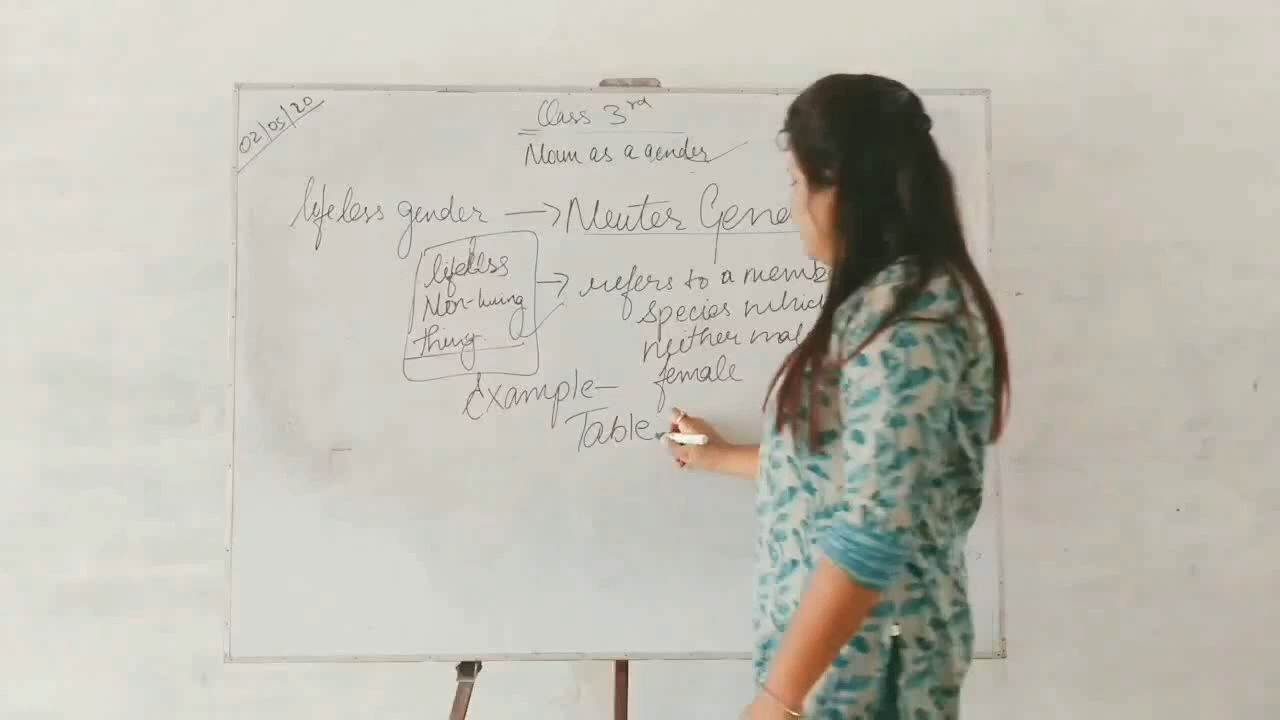 02/05/20
Class 3rd
Noun as a gender
lifeless gender → Neuter Gen
lifeless
Non-living
thing
→ refers to a memb
species which
neither mal
female
Example-
Table